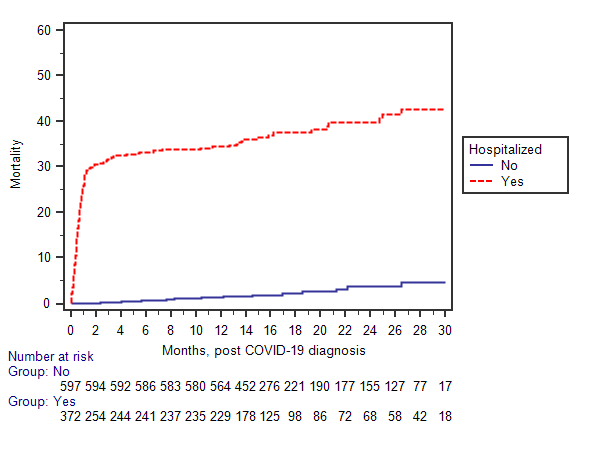 60
50
40
30
20
10
0
Mortality
0 2 4 6 8 10 12 14 16 18 20 22 24 26 28 30
Months, post COVID-19 diagnosis
Hospitalized
No
Yes
Number at risk
Group: No
597 594 592 586 583 580 564 452 276 221 190 177 155 127 77 17
Group: Yes
372 254 244 241 237 235 229 178 125 98 86 72 68 58 42 18